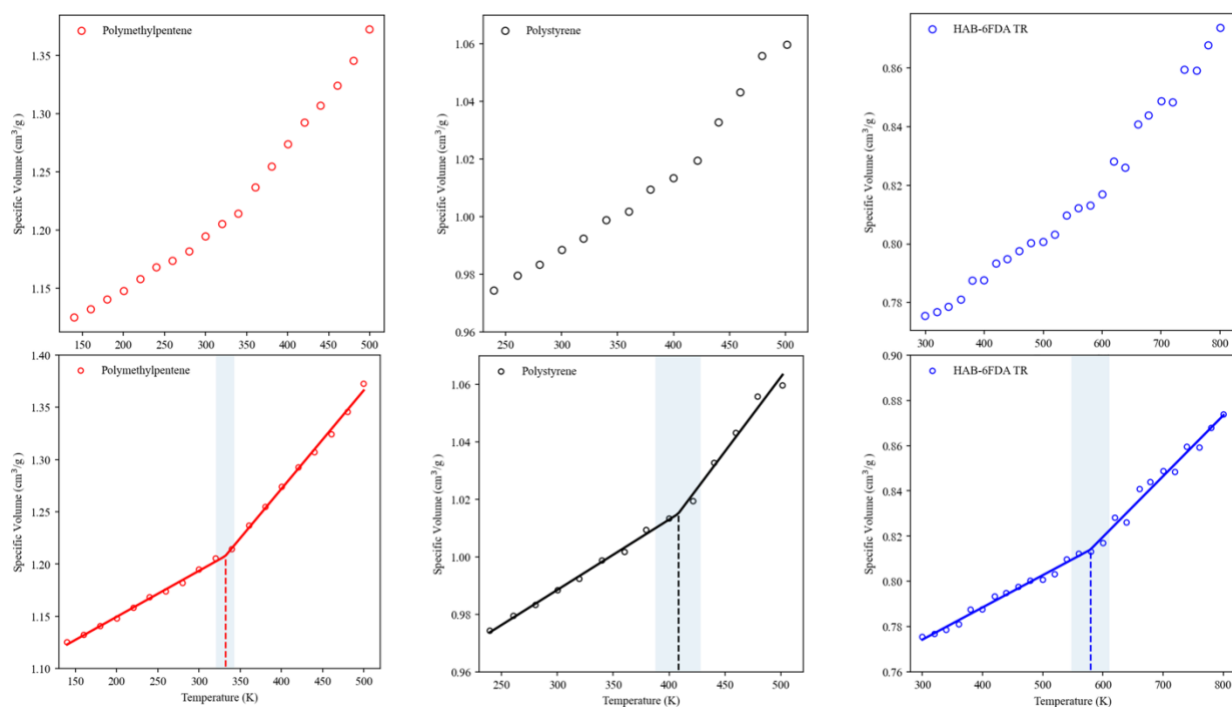 Polymethylpentene
1.35
1.30
1.25
1.20
1.15
Specific Volume (cm³/g)
150 200 250 300 350 400 450 500
Polystyrene
1.06
1.04
1.02
1.00
0.98
0.96
Specific Volume (cm³/g)
250 300 350 400 450 500
HAB-6FDA TR
0.86
0.84
0.82
0.80
0.78
Specific Volume (cm³/g)
300 400 500 600 700 800
Polymethylpentene
1.40
1.35
1.30
1.25
1.20
1.15
1.10
Specific Volume (cm³/g)
150 200 250 300 350 400 450 500
Temperature (K)
Polystyrene
1.06
1.04
1.02
1.00
0.98
0.96
Specific Volume (cm³/g)
250 300 350 400 450 500
Temperature (K)
HAB-6FDA TR
0.90
0.88
0.86
0.84
0.82
0.80
0.78
0.76
Specific Volume (cm³/g)
300 400 500 600 700 800
Temperature (K)